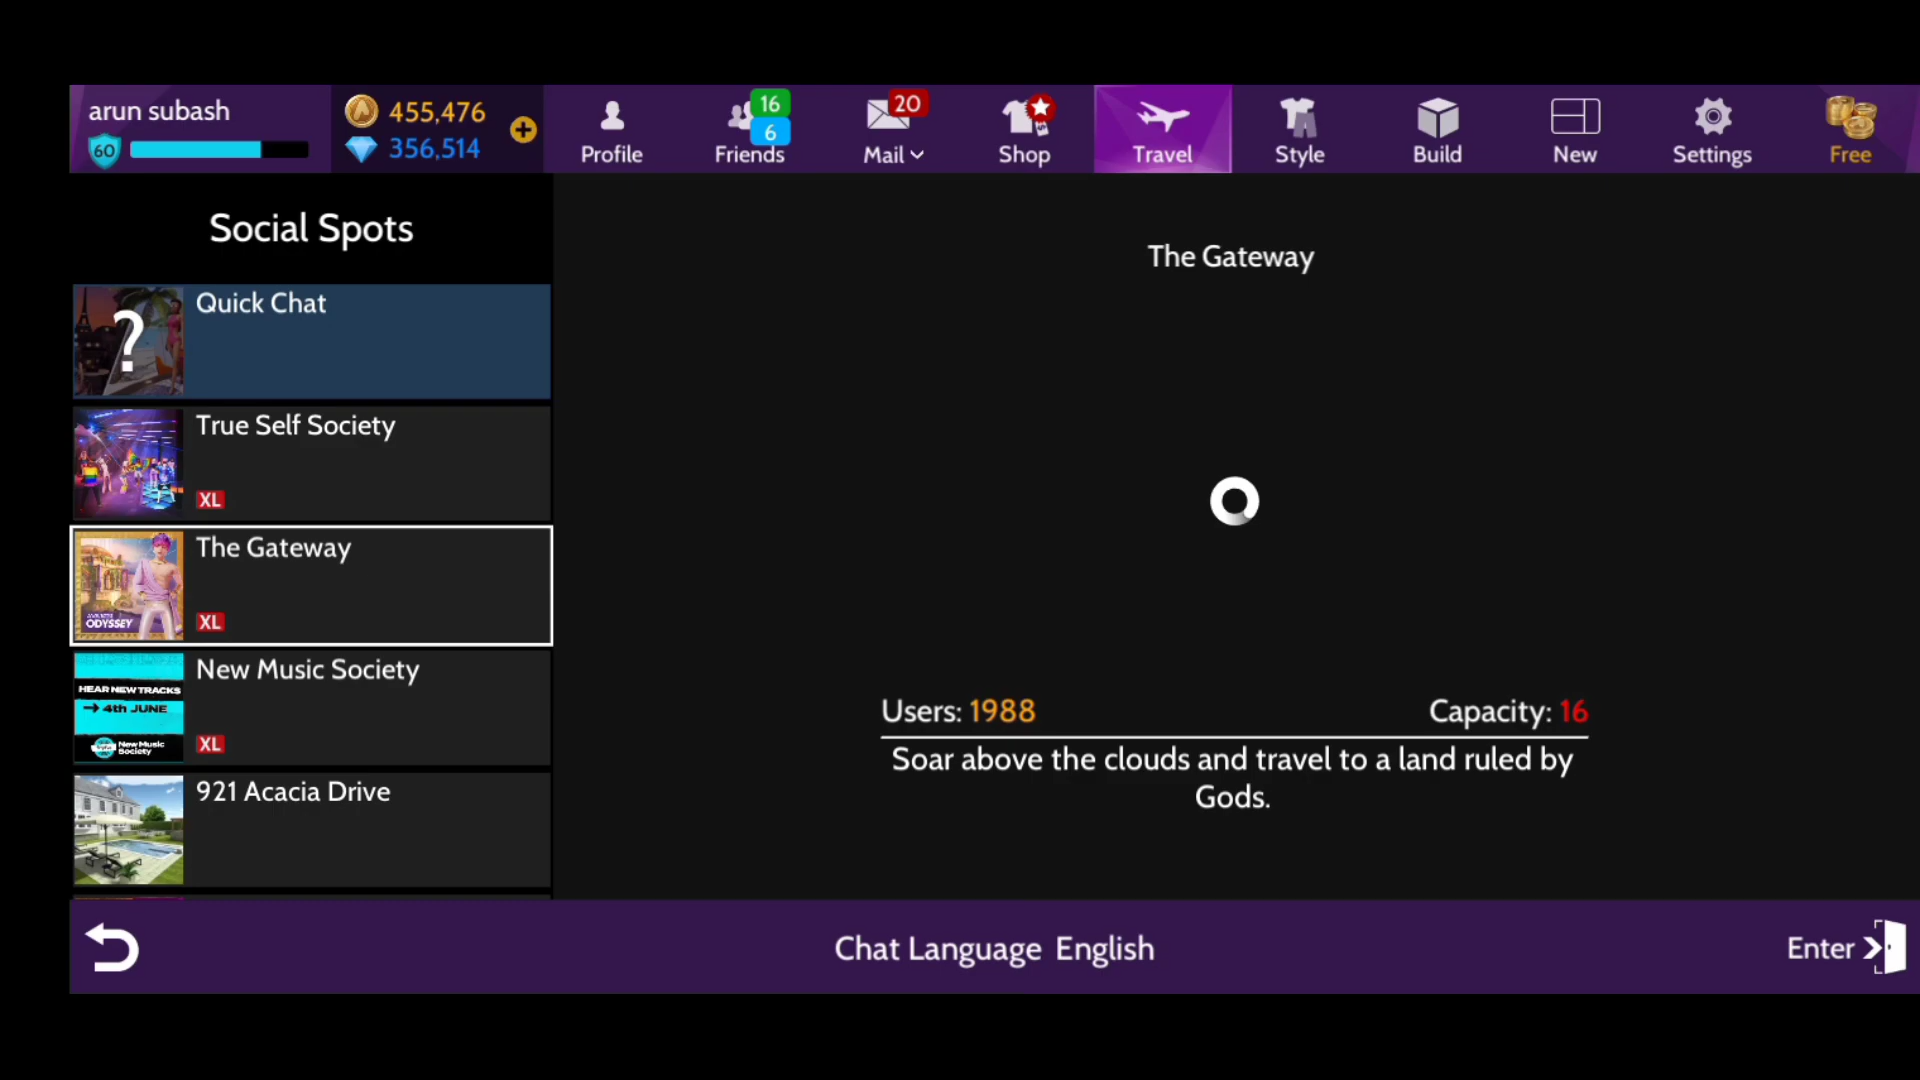 arun subash
60
455,476
356,514
Profile
16
6
Friends
20
Mail
Shop
Travel
Style
Build
New
Settings
Free
Social Spots
?
Quick Chat
True Self Society
XL
ODYSSEY
The Gateway
XL
HEAR NEW TRACKS
→ 4th JUNE
New Music
Society
New Music Society
XL
921 Acacia Drive
The Gateway
Users: 1988
Capacity: 16
Soar above the clouds and travel to a land ruled by
Gods.
Chat Language English
Enter